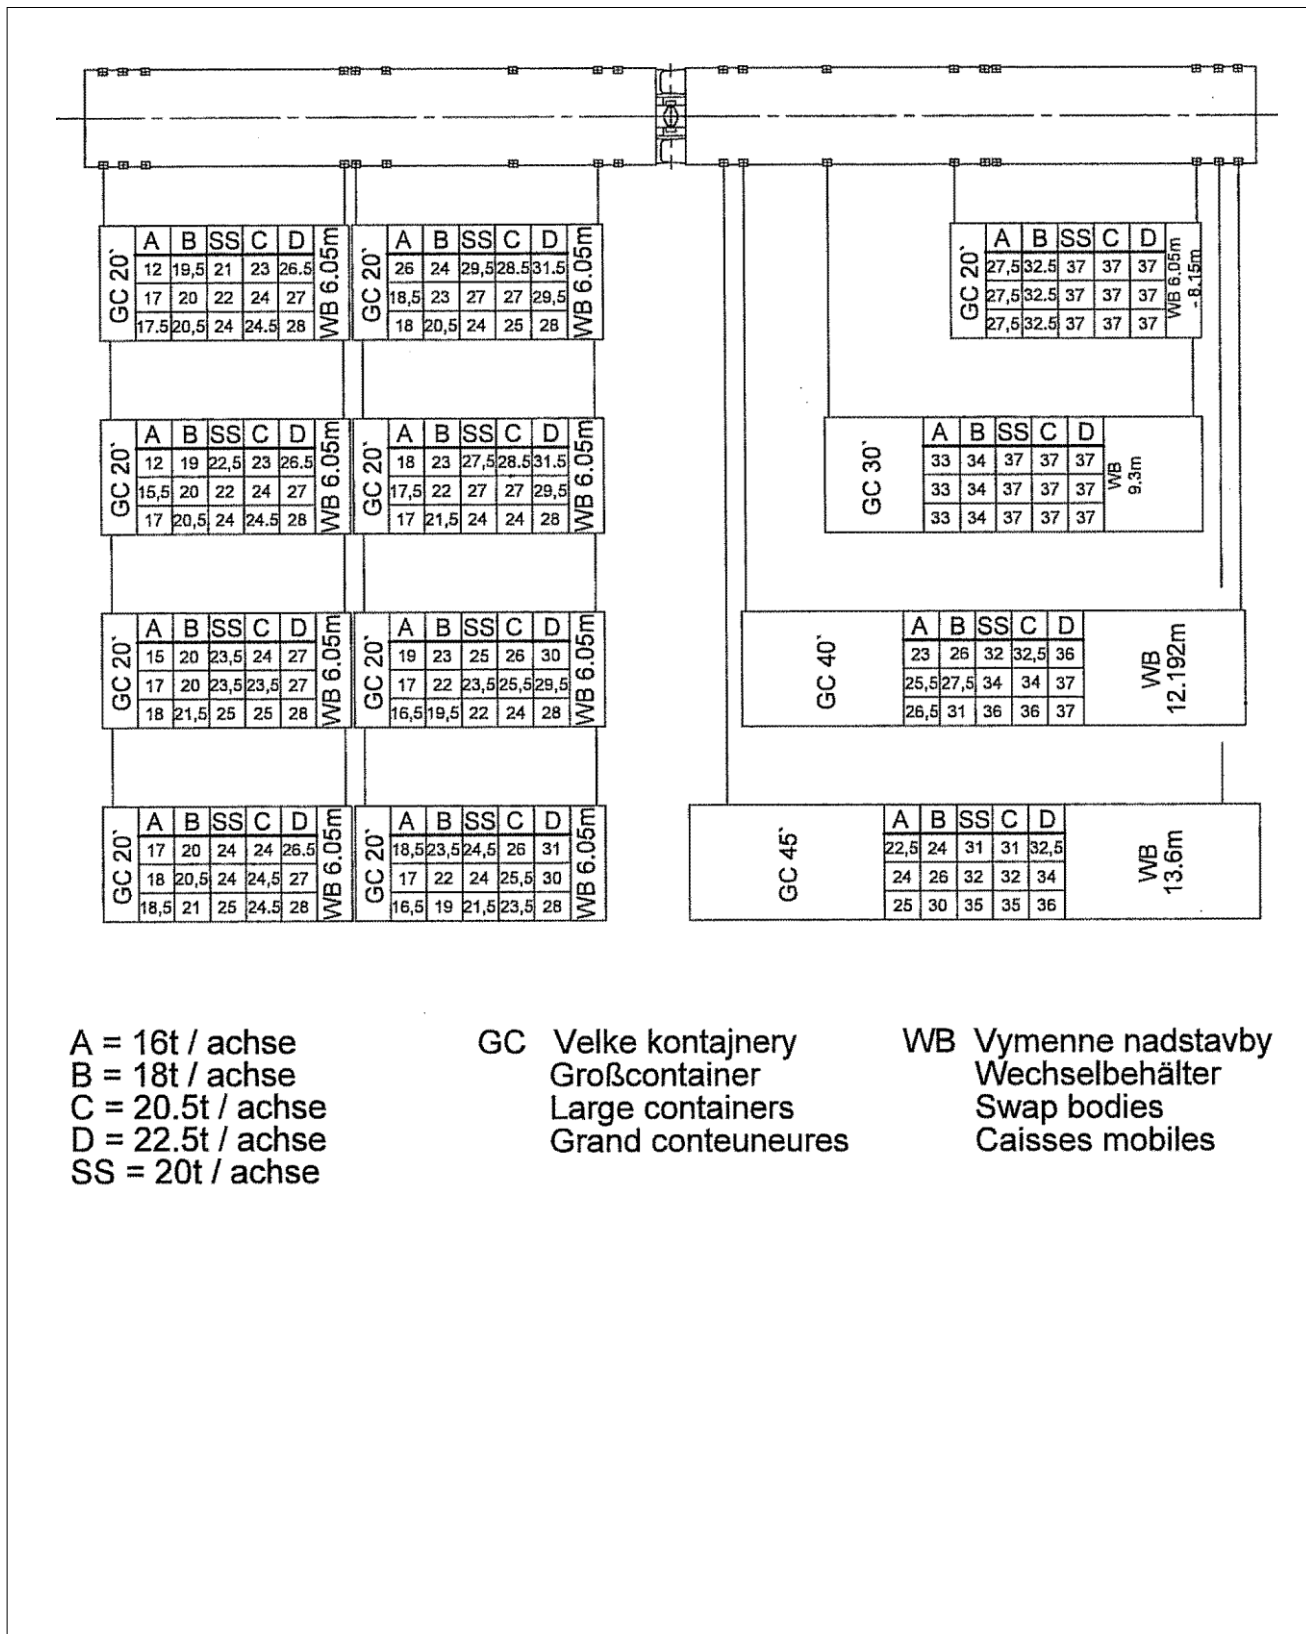 GC 20` A B SS C D WB 6.05m
12 19,5 21 23 26.5
17 20 22 24 27
17.5 20,5 24 24.5 28
GC 20` A B SS C D WB 6.05m
26 24 29,5 28.5 31.5
18,5 23 27 27 29,5
18 20,5 24 25 28
GC 20` A B SS C D WB 6.05m - 8.15m
27,5 32.5 37 37 37
27,5 32.5 37 37 37
27,5 32.5 37 37 37
GC 20` A B SS C D WB 6.05m
12 19 22,5 23 26.5
15,5 20 22 24 27
17 20,5 24 24.5 28
GC 20` A B SS C D WB 6.05m
18 23 27,5 28.5 31.5
17,5 22 27 27 29,5
17 21,5 24 24 28
GC 30` A B SS C D WB 9.3m
33 34 37 37 37
33 34 37 37 37
33 34 37 37 37
GC 20` A B SS C D WB 6.05m
15 20 23,5 24 27
17 20 23,5 23,5 27
18 21,5 25 25 28
GC 20` A B SS C D WB 6.05m
19 23 25 26 30
17 22 23,5 25,5 29,5
16,5 19,5 22 24 28
GC 40` A B SS C D WB 12.192m
23 26 32 32,5 36
25,5 27,5 34 34 37
26,5 31 36 36 37
GC 20` A B SS C D WB 6.05m
17 20 24 24 26.5
18 20,5 24 24,5 27
18,5 21 25 24.5 28
GC 20` A B SS C D WB 6.05m
18,5 23,5 24,5 26 31
17 22 24 25,5 30
16,5 19 21,5 23,5 28
GC 45` A B SS C D WB 13.6m
22,5 24 31 31 32,5
24 26 32 32 34
25 30 35 35 36
A = 16t / achse
B = 18t / achse
C = 20.5t / achse
D = 22.5t / achse
SS = 20t / achse
GC Velke kontajnery
Großcontainer
Large containers
Grand conteuneures
WB Vymenne nadstavby
Wechselbehälter
Swap bodies
Caisses mobiles